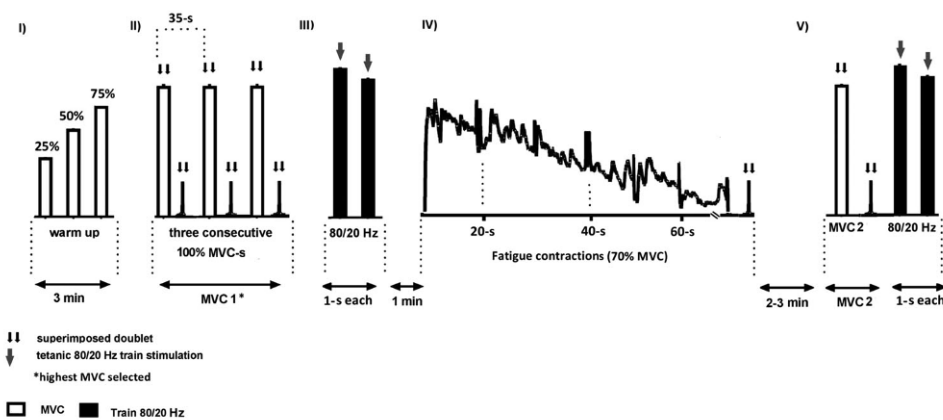 I)
II)
III)
IV)
V)
35-s
25%
50%
75%
warm up
three consecutive
100% MVC-s
80/20 Hz
20-s
40-s
60-s
Fatigue contractions (70% MVC)
MVC 2
80/20 Hz
3 min
MVC 1*
1-s each
1 min
2-3 min
MVC 2
1-s each
superimposed doublet
tetanic 80/20 Hz train stimulation
*highest MVC selected
MVC
Train 80/20 Hz